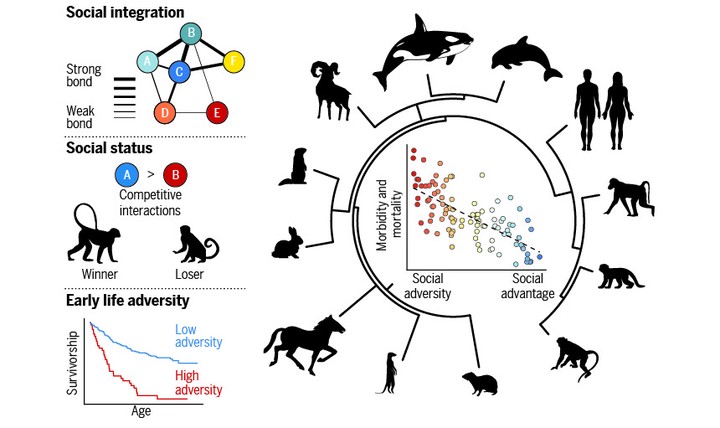 Social integration
B
A
F
C
D
E
Strong
bond
Weak
bond
Social status
A > B
Competitive
interactions
Winner Loser
Early life adversity
Survivorship
Low
adversity
High
adversity
Age
Morbidity and
mortality
Social
adversity
Social
advantage